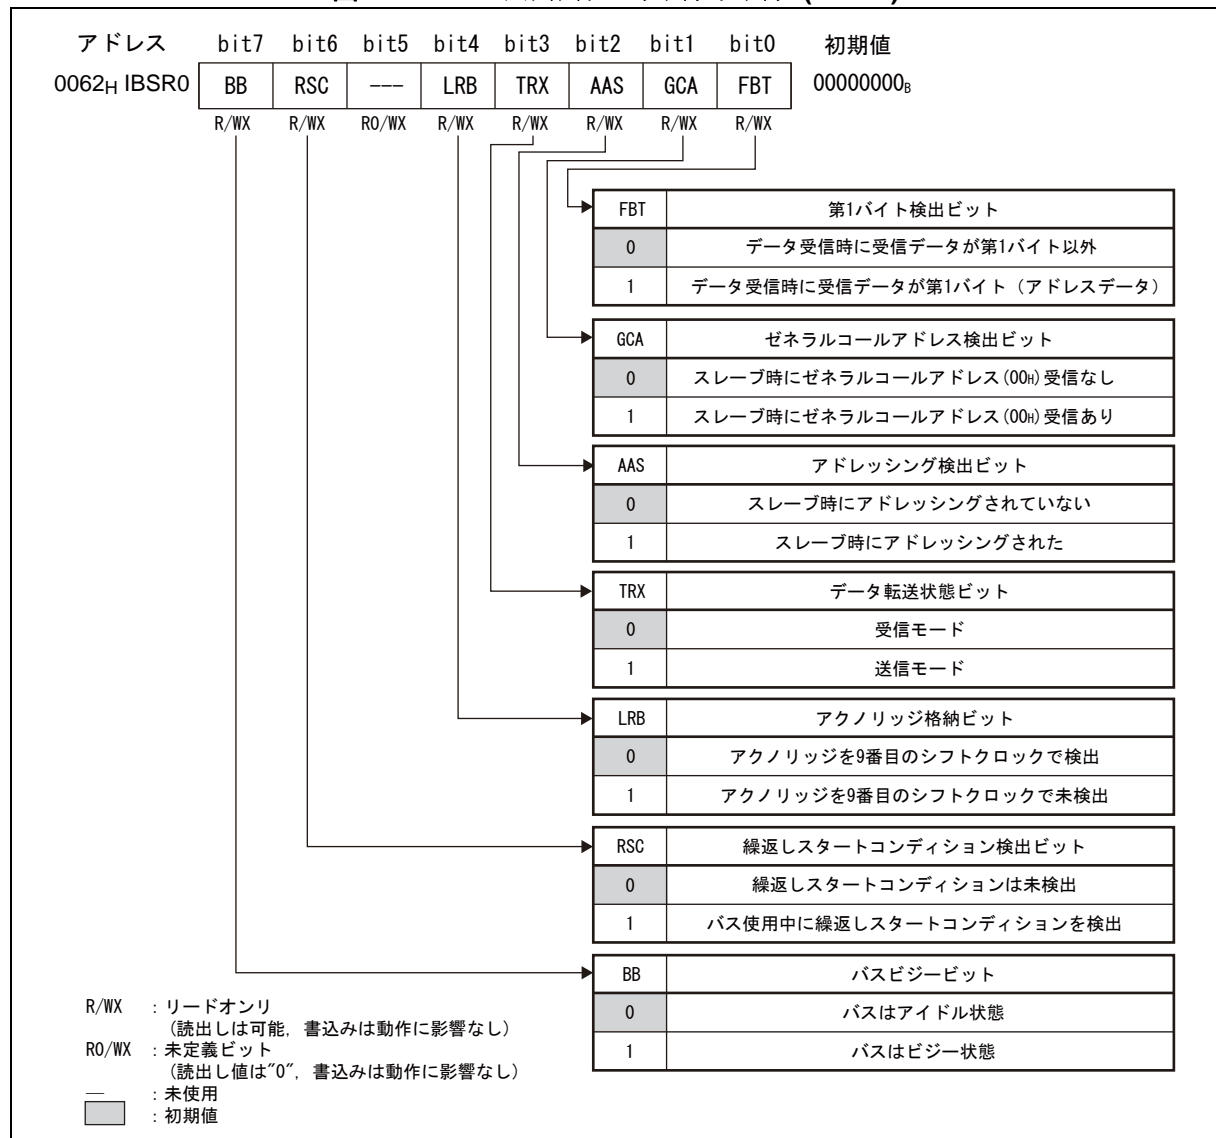 アドレス bit7 bit6 bit5 bit4 bit3 bit2 bit1 bit0 初期値
0062H IBSR0 BB RSC --- LRB TRX AAS GCA FBT 00000000B
R/WX R/WX R0/WX R/WX R/WX R/WX R/WX R/WX
FBT 第1バイト検出ビット
0 データ受信時に受信データが第1バイト以外
1 データ受信時に受信データが第1バイト（アドレスデータ）
GCA ゼネラルコールアドレス検出ビット
0 スレーブ時にゼネラルコールアドレス(00H)受信なし
1 スレーブ時にゼネラルコールアドレス(00H)受信あり
AAS アドレッシング検出ビット
0 スレーブ時にアドレッシングされていない
1 スレーブ時にアドレッシングされた
TRX データ転送状態ビット
0 受信モード
1 送信モード
LRB アクノリッジ格納ビット
0 アクノリッジを9番目のシフトクロックで検出
1 アクノリッジを9番目のシフトクロックで未検出
RSC 繰返しスタートコンディション検出ビット
0 繰返しスタートコンディションは未検出
1 バス使用中に繰返しスタートコンディションを検出
BB バスビジービット
0 バスはアイドル状態
1 バスはビジー状態
R/WX ：リードオンリ
（読出しは可能，書込みは動作に影響なし）
R0/WX ：未定義ビット
（読出し値は"0"，書込みは動作に影響なし）
— ：未使用
：初期値